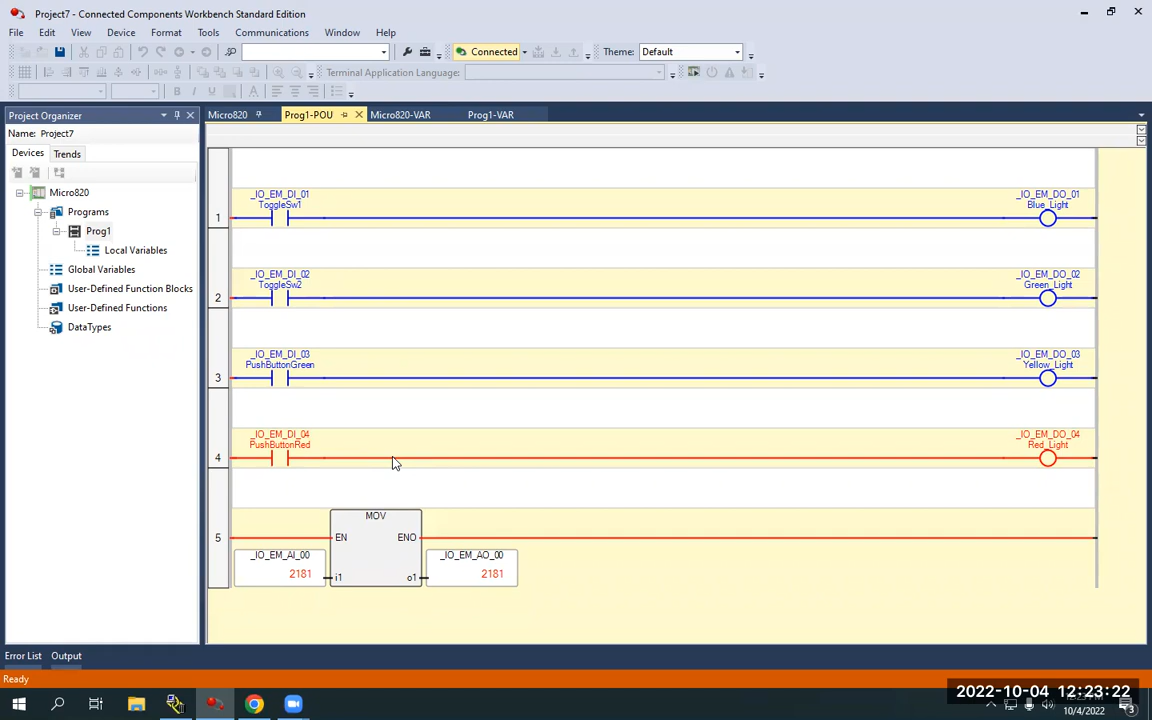 Project7 - Connected Components Workbench Standard Edition
File Edit View Device Format Tools Communications Window Help
Connected Theme: Default
Terminal Application Language:
Project Organizer
Micro820 Prog1-POU Micro820-VAR Prog1-VAR
Name: Project7
Devices Trends
Micro820
Programs
Prog1
Local Variables
Global Variables
User-Defined Function Blocks
User-Defined Functions
DataTypes
_IO_EM_DI_01 _IO_EM_DO_01
ToggleSw1 Blue_Light
1
_IO_EM_DI_02 _IO_EM_DO_02
ToggleSw2 Green_Light
2
_IO_EM_DI_03 _IO_EM_DO_03
PushButtonGreen Yellow_Light
3
_IO_EM_DI_04 _IO_EM_DO_04
PushButtonRed Red_Light
4
MOV
5 EN ENO
_IO_EM_AI_00 _IO_EM_AO_00
2181 i1 o1 2181
Error List Output
Ready
2022-10-04 12:23:22
10/4/2022 3